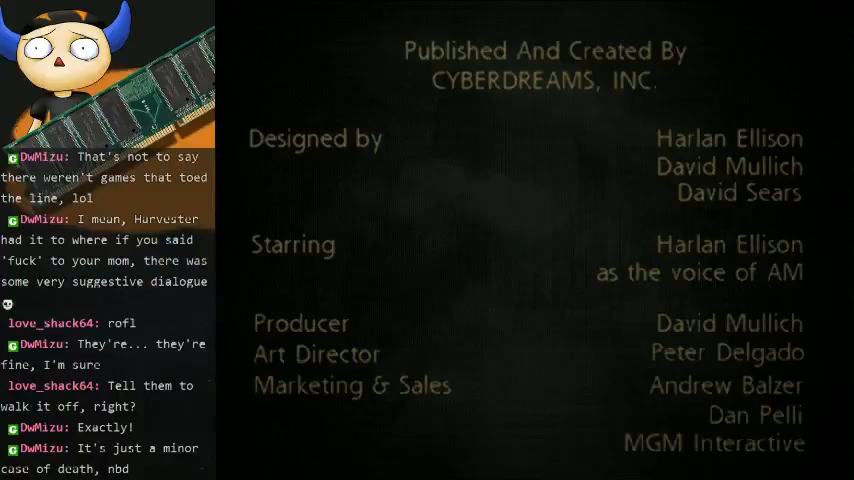 DwMizu: That's not to say
there weren't games that toed
the line, lol
DwMizu: I mean, Harvester
had it to where if you said
'fuck' to your mom, there was
some very suggestive dialogue
love_shack64: rofl
DwMizu: They're... they're
fine, I'm sure
love_shack64: Tell them to
walk it off, right?
DwMizu: Exactly!
DwMizu: It's just a minor
case of death, nbd
Published And Created By
CYBERDREAMS, INC.
Designed by Harlan Ellison
David Mullich
David Sears
Starring Harlan Ellison
as the voice of AM
Producer David Mullich
Art Director Peter Delgado
Marketing & Sales Andrew Balzer
Dan Pelli
MGM Interactive